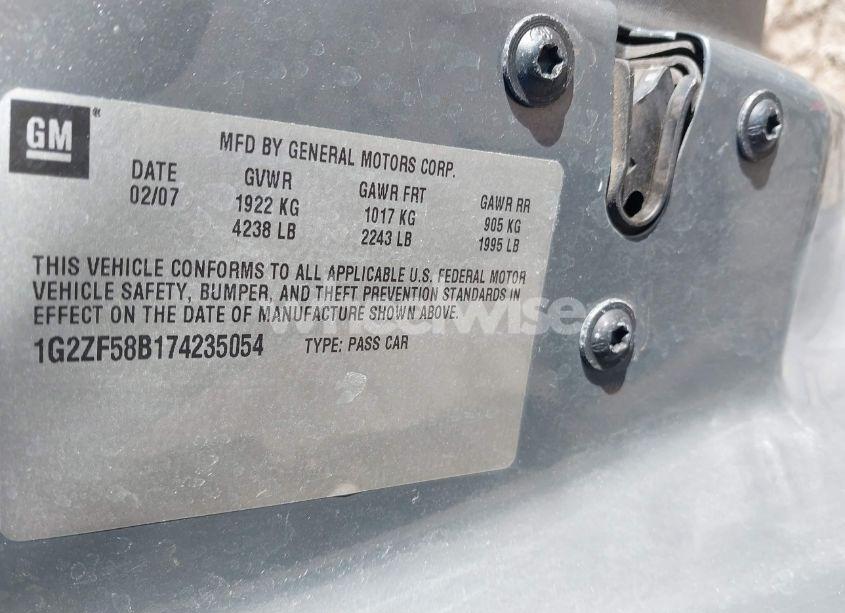 GM®
MFD BY GENERAL MOTORS CORP.
DATE GVWR GAWR FRT GAWR RR
02/07 1922 KG 1017 KG 905 KG
4238 LB 2243 LB 1995 LB
THIS VEHICLE CONFORMS TO ALL APPLICABLE U.S. FEDERAL MOTOR
VEHICLE SAFETY, BUMPER, AND THEFT PREVENTION STANDARDS IN
EFFECT ON THE DATE OF MANUFACTURE SHOWN ABOVE.
1G2ZF58B174235054 TYPE: PASS CAR
wheelwise